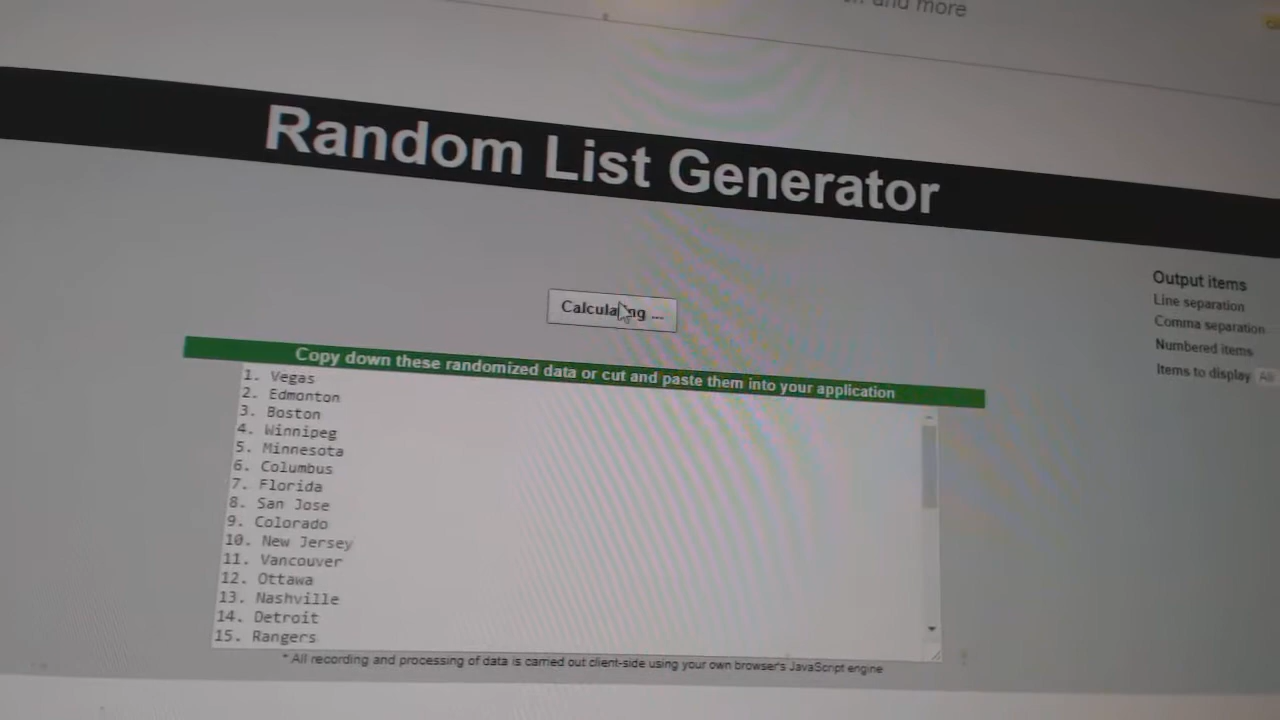 and more
Random List Generator
Calculating ...
Output items
Line separation
Comma separation
Numbered items
Items to display All
Copy down these randomized data or cut and paste them into your application
1. Vegas
2. Edmonton
3. Boston
4. Winnipeg
5. Minnesota
6. Columbus
7. Florida
8. San Jose
9. Colorado
10. New Jersey
11. Vancouver
12. Ottawa
13. Nashville
14. Detroit
15. Rangers
* All recording and processing of data is carried out client-side using your own browser's JavaScript engine